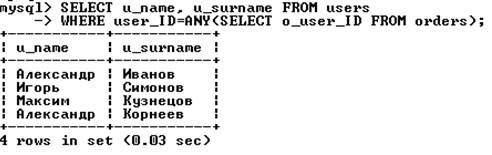 mysql> SELECT u_name, u_surname FROM users
    -> WHERE user_ID=ANY(SELECT o_user_ID FROM orders);
+-----------+-----------+
| u_name    | u_surname |
+-----------+-----------+
| Александр | Иванов    |
| Игорь     | Симонов   |
| Максим    | Кузнецов  |
| Александр | Корнеев   |
+-----------+-----------+
4 rows in set (0.03 sec)